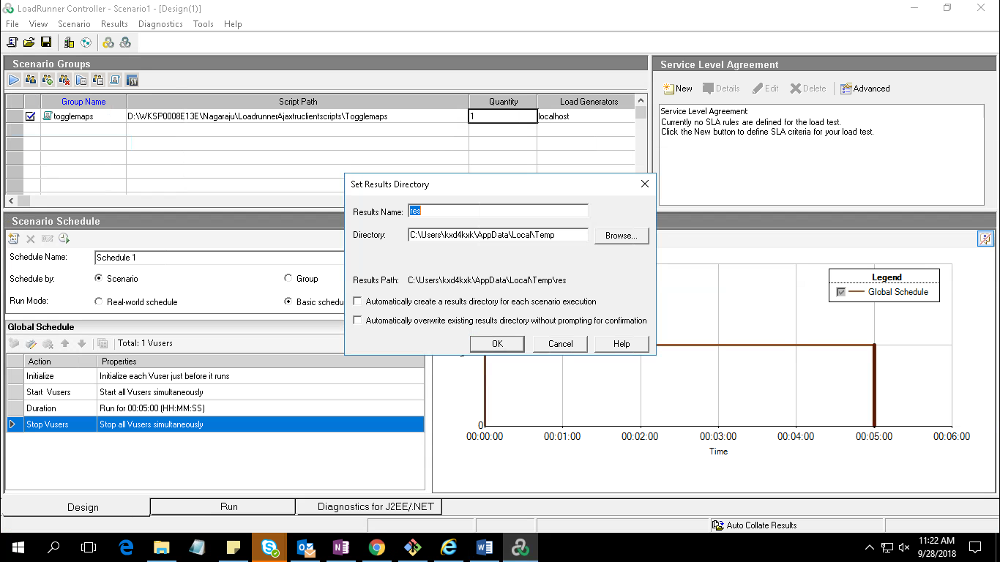 LoadRunner Controller - Scenario1 - [Design(1)]
File View Scenario Results Diagnostics Tools Help
Scenario Groups
Group Name Script Path Quantity Load Generators
togglemaps D:\WKSP0008E13E\Nagaraju\LoadrunnerAjaxtruclientscripts\Togglemaps 1 localhost
Service Level Agreement
New Details Edit Delete Advanced
Service Level Agreement
Currently no SLA rules are defined for the load test.
Click the New button to define SLA criteria for your load test.
Set Results Directory
Results Name: res
Directory: C:\Users\kxd4kxk\AppData\Local\Temp Browse...
Results Path: C:\Users\kxd4kxk\AppData\Local\Temp\res
Automatically create a results directory for each scenario execution
Automatically overwrite existing results directory without prompting for confirmation
OK Cancel Help
Scenario Schedule
Schedule Name: Schedule 1
Schedule by: Scenario Group
Run Mode: Real-world schedule Basic schedu
Global Schedule
Total: 1 Vusers
Action Properties
Initialize Initialize each Vuser just before it runs
Start Vusers Start all Vusers simultaneously
Duration Run for 00:05:00 (HH:MM:SS)
Stop Vusers Stop all Vusers simultaneously
Legend
Global Schedule
0
00:00:00 00:01:00 00:02:00 00:03:00 00:04:00 00:05:00 00:06:00
Time
Design Run Diagnostics for J2EE/.NET
Auto Collate Results
11:22 AM
9/28/2018